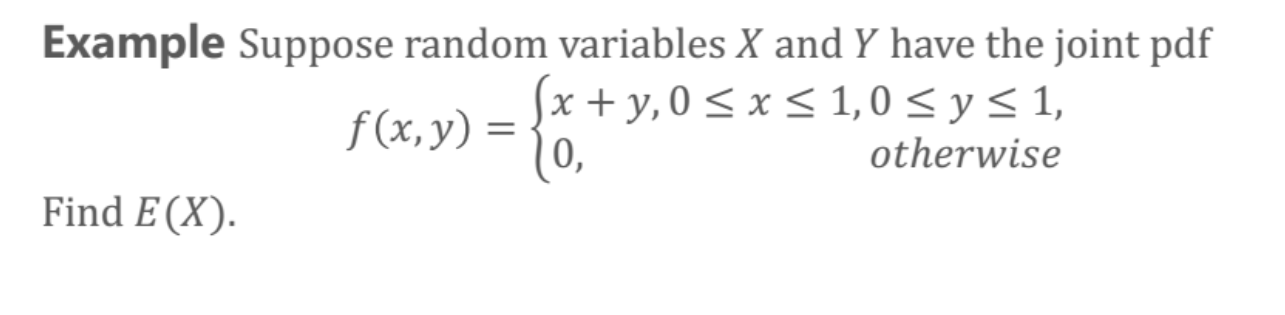 Example Suppose random variables X and Y have the joint pdf
f(x, y) = {x + y, 0 ≤ x ≤ 1, 0 ≤ y ≤ 1,
0, otherwise
Find E(X).